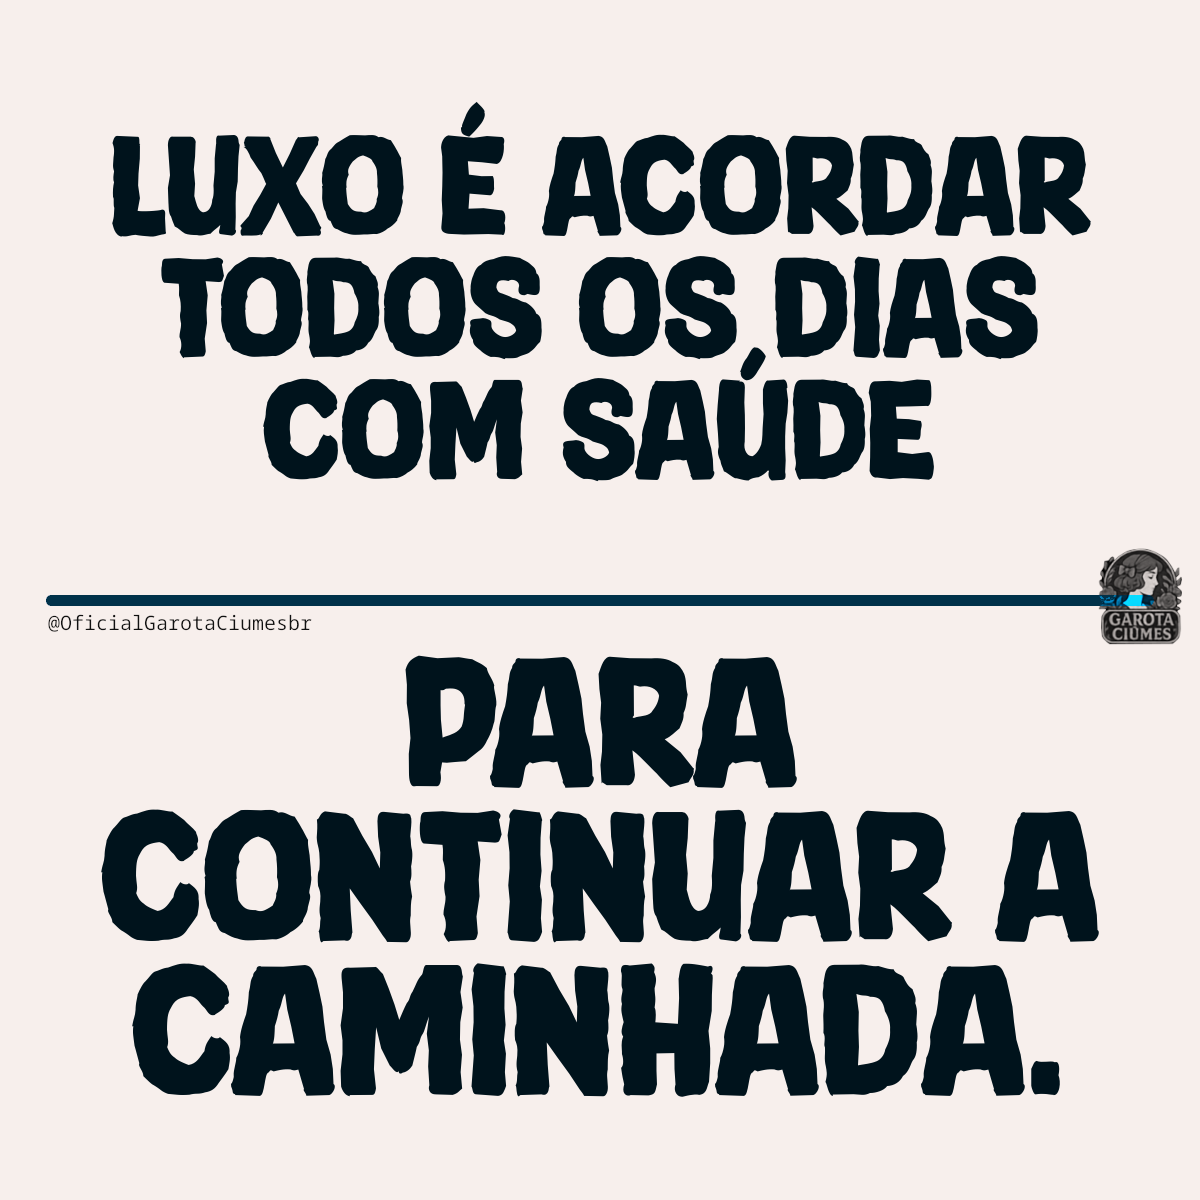 LUXO É ACORDAR
TODOS OS DIAS
COM SAÚDE
@OficialGarotaCiumesbr
GAROTA
CIÚMES
PARA
CONTINUAR A
CAMINHADA.